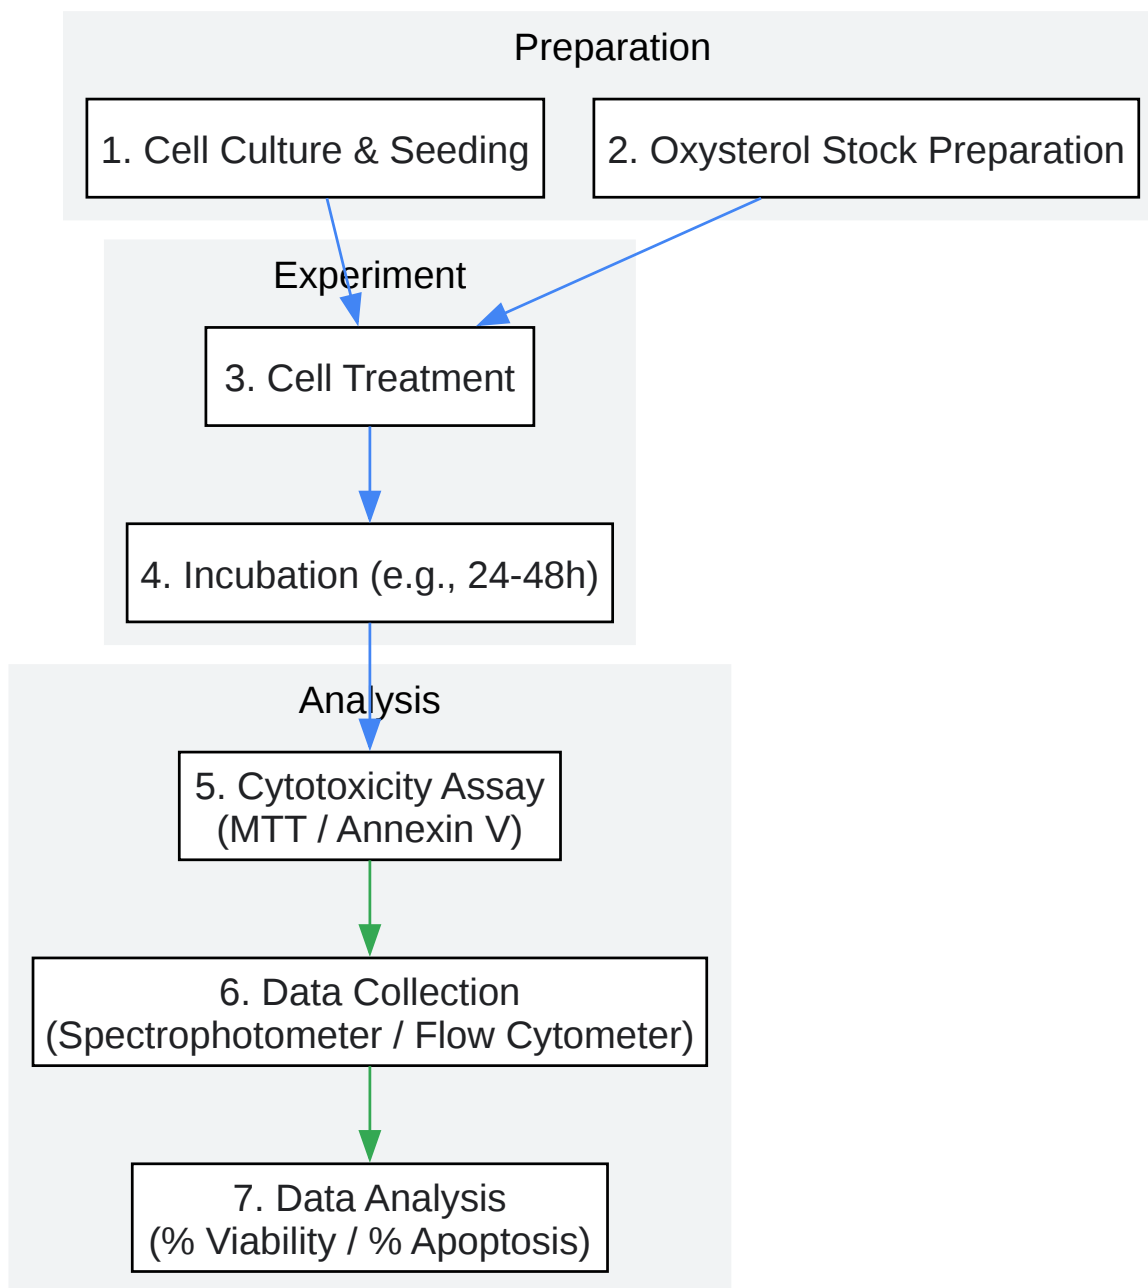 Preparation
1. Cell Culture & Seeding
2. Oxysterol Stock Preparation
Experiment
3. Cell Treatment
4. Incubation (e.g., 24-48h)
Analysis
5. Cytotoxicity Assay
(MTT / Annexin V)
6. Data Collection
(Spectrophotometer / Flow Cytometer)
7. Data Analysis
(% Viability / % Apoptosis)